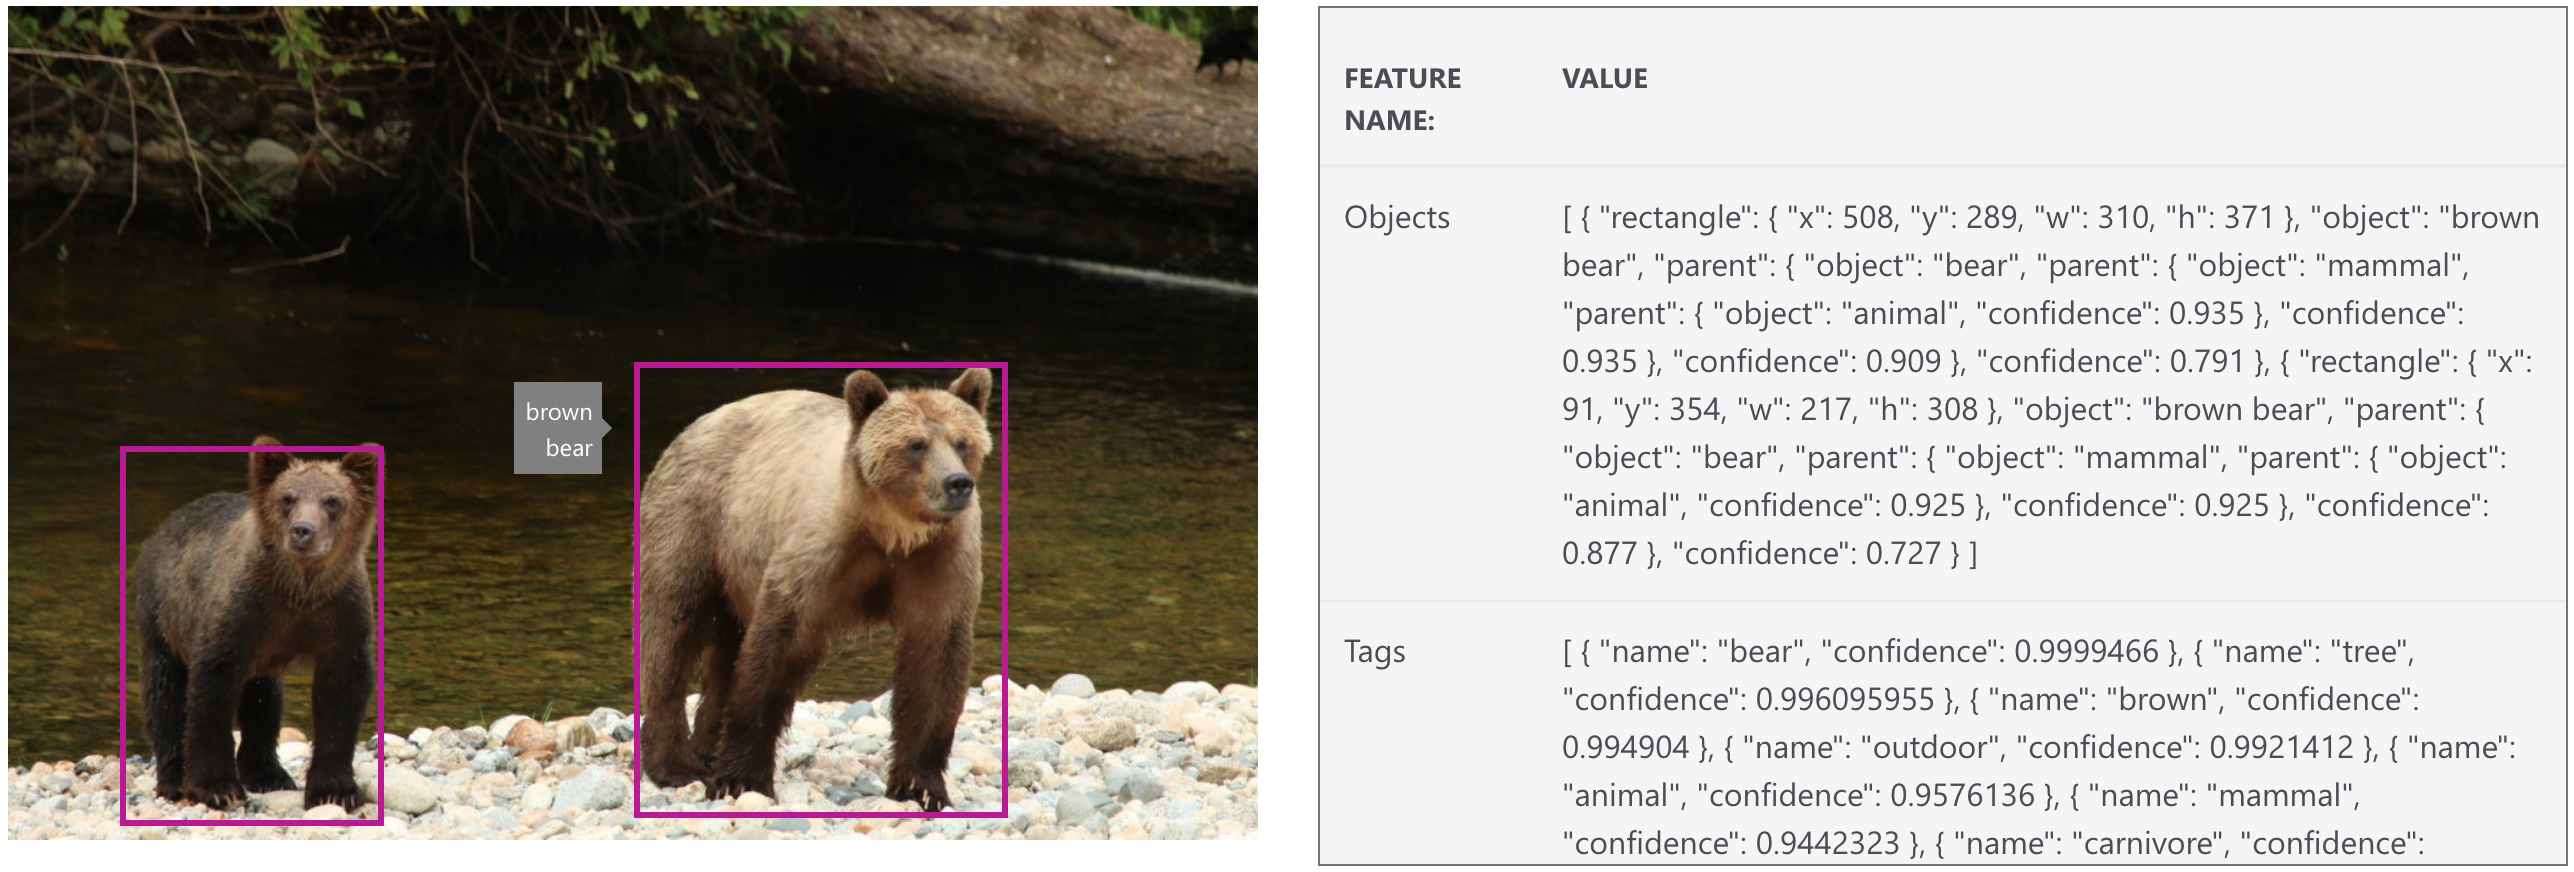 brown
bear
FEATURE
NAME:
VALUE
Objects
[ { "rectangle": { "x": 508, "y": 289, "w": 310, "h": 371 }, "object": "brown
bear", "parent": { "object": "bear", "parent": { "object": "mammal",
"parent": { "object": "animal", "confidence": 0.935 }, "confidence":
0.935 }, "confidence": 0.909 }, "confidence": 0.791 }, { "rectangle": { "x":
91, "y": 354, "w": 217, "h": 308 }, "object": "brown bear", "parent": {
"object": "bear", "parent": { "object": "mammal", "parent": { "object":
"animal", "confidence": 0.925 }, "confidence": 0.925 }, "confidence":
0.877 }, "confidence": 0.727 } ]
Tags
[ { "name": "bear", "confidence": 0.9999466 }, { "name": "tree",
"confidence": 0.996095955 }, { "name": "brown", "confidence":
0.994904 }, { "name": "outdoor", "confidence": 0.9921412 }, { "name":
"animal", "confidence": 0.9576136 }, { "name": "mammal",
"confidence": 0.9442323 }, { "name": "carnivore", "confidence":